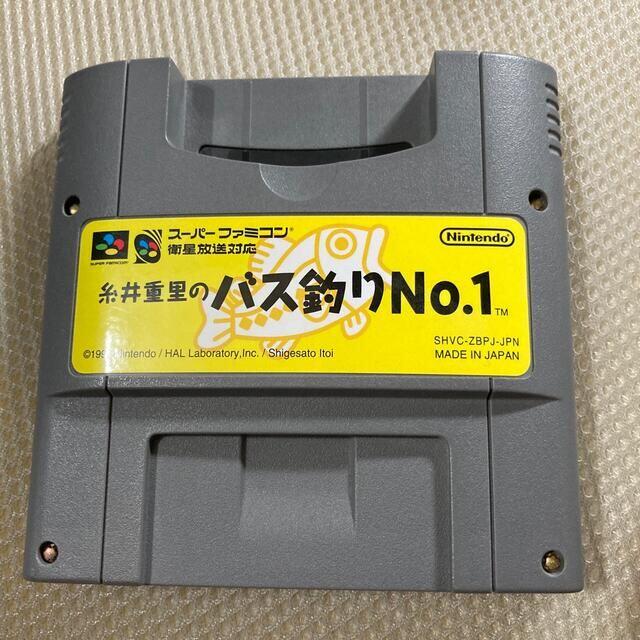 スーパーファミコン®
衛星放送対応
SUPER FAMICOM
Nintendo®
糸井重里のバス釣りNo.1™
SHVC-ZBPJ-JPN
MADE IN JAPAN
Nintendo / HAL Laboratory,Inc. / Shigesato Itoi